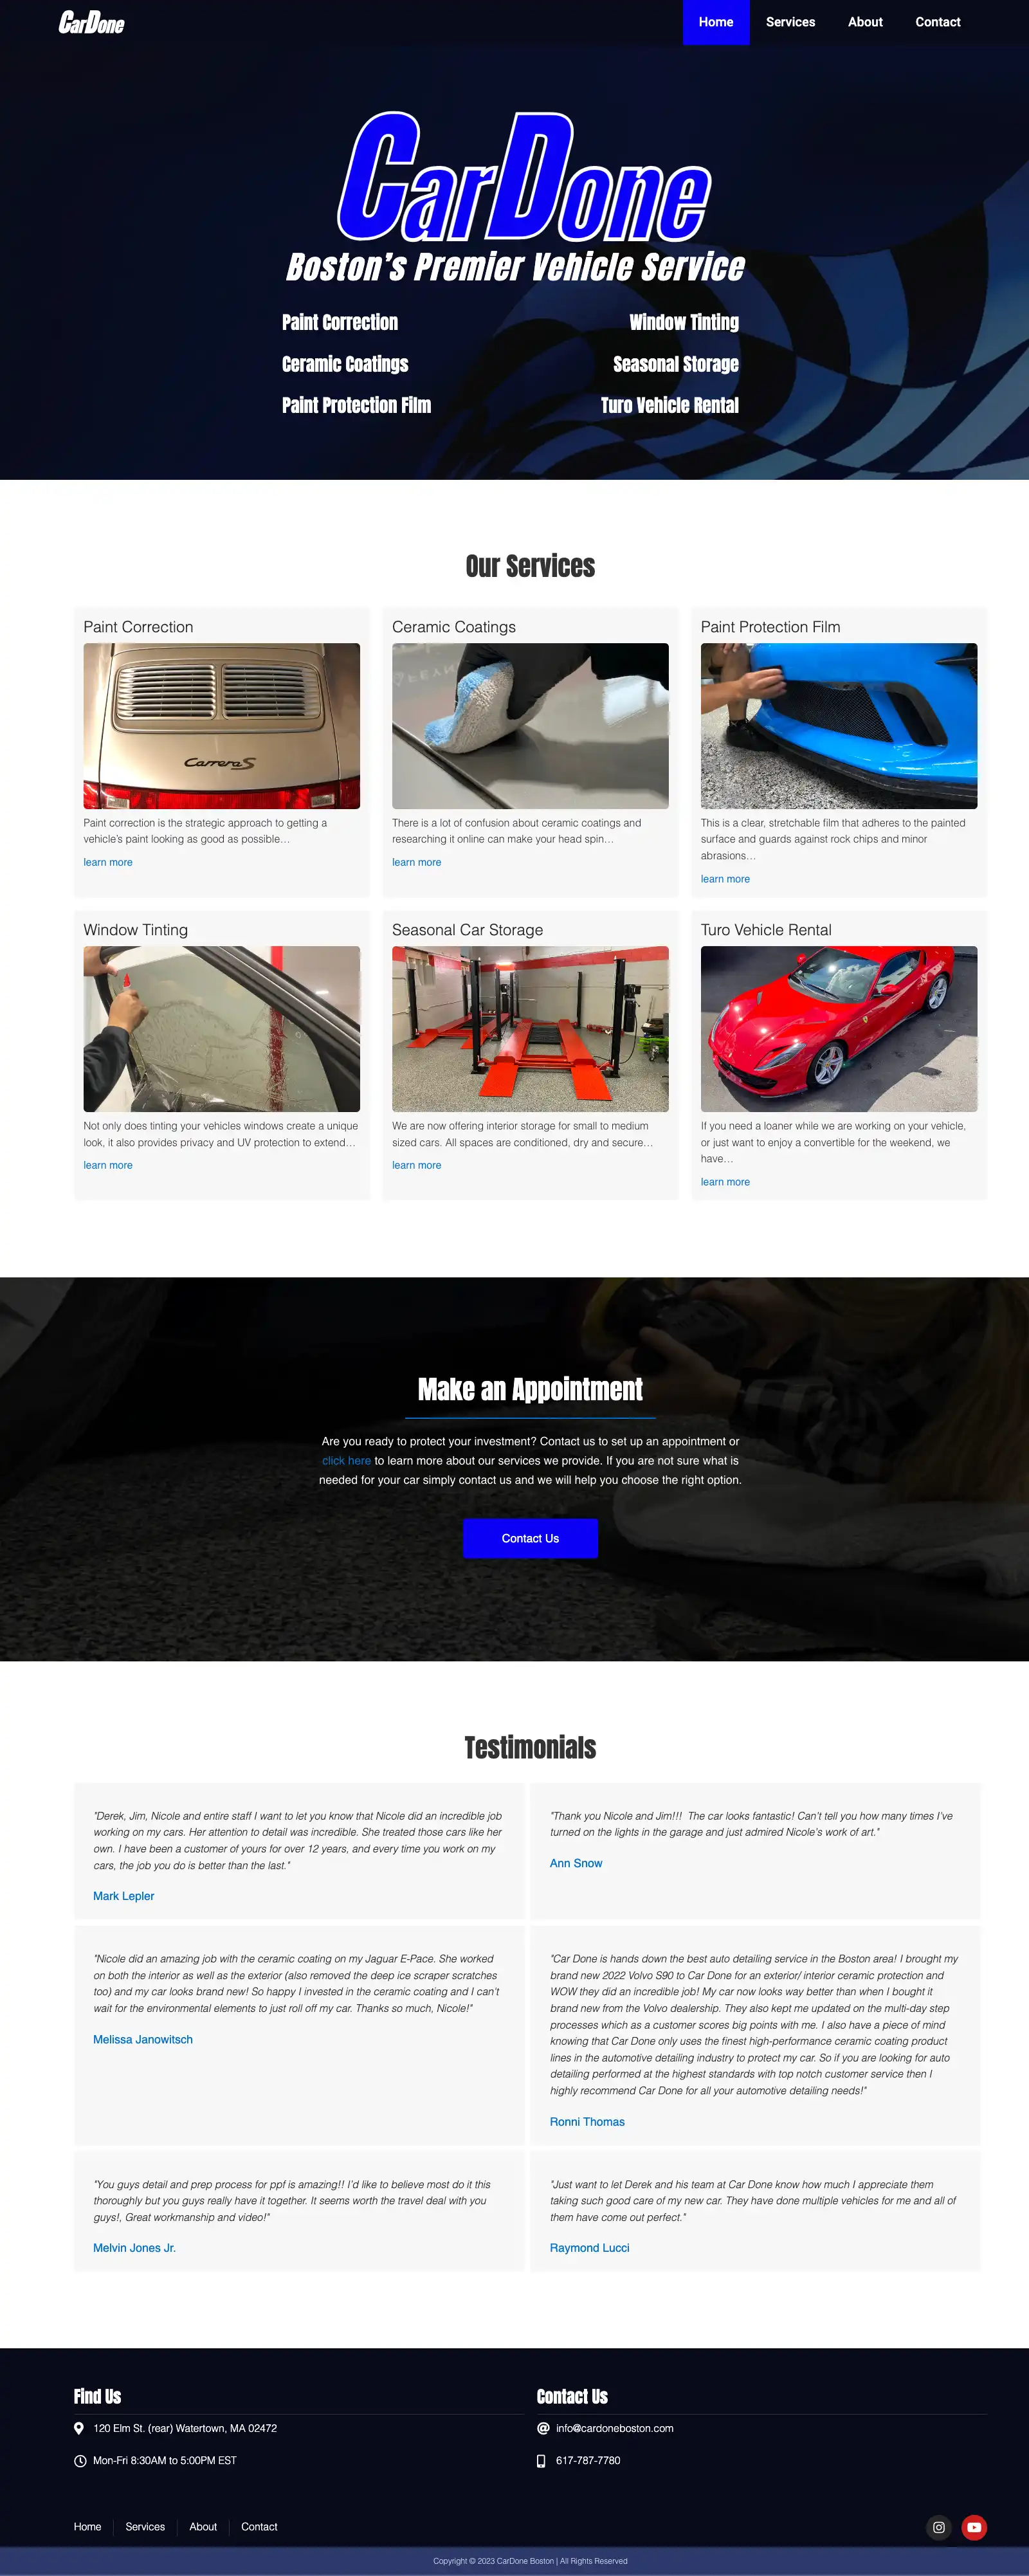 CarDone
Home
Services
About
Contact
CarDone
Boston's Premier Vehicle Service
Paint Correction
Window Tinting
Ceramic Coatings
Seasonal Storage
Paint Protection Film
Turo Vehicle Rental
Our Services
Paint Correction
Carrera S
Paint correction is the strategic approach to getting a
vehicle's paint looking as good as possible…
learn more
Ceramic Coatings
There is a lot of confusion about ceramic coatings and
researching it online can make your head spin…
learn more
Paint Protection Film
This is a clear, stretchable film that adheres to the painted
surface and guards against rock chips and minor
abrasions…
learn more
Window Tinting
Not only does tinting your vehicles windows create a unique
look, it also provides privacy and UV protection to extend…
learn more
Seasonal Car Storage
We are now offering interior storage for small to medium
sized cars. All spaces are conditioned, dry and secure…
learn more
Turo Vehicle Rental
If you need a loaner while we are working on your vehicle,
or just want to enjoy a convertible for the weekend, we
have…
learn more
Make an Appointment
Are you ready to protect your investment? Contact us to set up an appointment or
click here to learn more about our services we provide. If you are not sure what is
needed for your car simply contact us and we will help you choose the right option.
Contact Us
Testimonials
"Derek, Jim, Nicole and entire staff I want to let you know that Nicole did an incredible job
working on my cars. Her attention to detail was incredible. She treated those cars like her
own. I have been a customer of yours for over 12 years, and every time you work on my
cars, the job you do is better than the last."
Mark Lepler
"Thank you Nicole and Jim!!! The car looks fantastic! Can't tell you how many times I've
turned on the lights in the garage and just admired Nicole's work of art."
Ann Snow
"Nicole did an amazing job with the ceramic coating on my Jaguar E-Pace. She worked
on both the interior as well as the exterior (also removed the deep ice scraper scratches
too) and my car looks brand new! So happy I invested in the ceramic coating and I can't
wait for the environmental elements to just roll off my car. Thanks so much, Nicole!"
Melissa Janowitsch
"Car Done is hands down the best auto detailing service in the Boston area! I brought my
brand new 2022 Volvo S90 to Car Done for an exterior/ interior ceramic protection and
WOW they did an incredible job! My car now looks way better than when I bought it
brand new from the Volvo dealership. They also kept me updated on the multi-day step
processes which as a customer scores big points with me. I also have a piece of mind
knowing that Car Done only uses the finest high-performance ceramic coating product
lines in the automotive detailing industry to protect my car. So if you are looking for auto
detailing performed at the highest standards with top notch customer service then I
highly recommend Car Done for all your automotive detailing needs!"
Ronni Thomas
"You guys detail and prep process for ppf is amazing!! I'd like to believe most do it this
thoroughly but you guys really have it together. It seems worth the travel deal with you
guys!, Great workmanship and video!"
Melvin Jones Jr.
"Just want to let Derek and his team at Car Done know how much I appreciate them
taking such good care of my new car. They have done multiple vehicles for me and all of
them have come out perfect."
Raymond Lucci
Find Us
120 Elm St. (rear) Watertown, MA 02472
Mon-Fri 8:30AM to 5:00PM EST
Contact Us
info@cardoneboston.com
617-787-7780
Home
Services
About
Contact
Copyright © 2023 CarDone Boston | All Rights Reserved